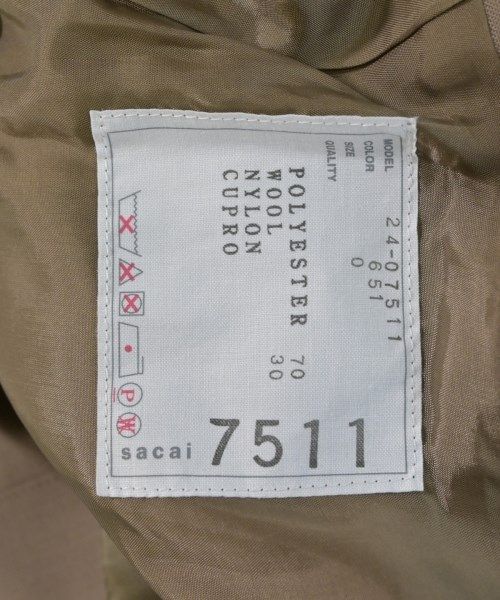 MODEL 24-07511
COLOR 651
SIZE 0
QUALITY
POLYESTER 70
WOOL 30
NYLON
CUPRO
P
W
sacai 7511